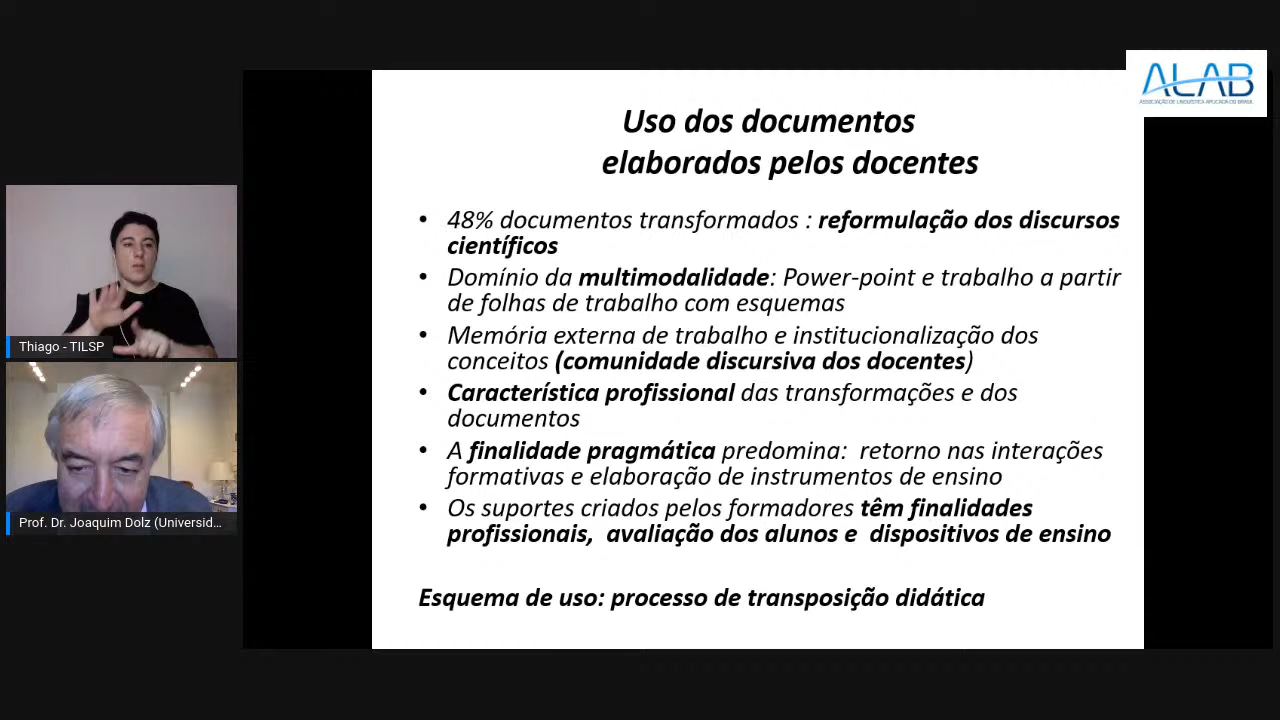 ALAB
ASSOCIAÇÃO DE LINGUÍSTICA APLICADA DO BRASIL
Uso dos documentos
elaborados pelos docentes
• 48% documentos transformados : reformulação dos discursos
científicos
• Domínio da multimodalidade: Power-point e trabalho a partir
de folhas de trabalho com esquemas
• Memória externa de trabalho e institucionalização dos
conceitos (comunidade discursiva dos docentes)
• Característica profissional das transformações e dos
documentos
• A finalidade pragmática predomina:  retorno nas interações
formativas e elaboração de instrumentos de ensino
• Os suportes criados pelos formadores têm finalidades
profissionais,  avaliação dos alunos e  dispositivos de ensino
Esquema de uso: processo de transposição didática
Thiago - TILSP
Prof. Dr. Joaquim Dolz (Universid...